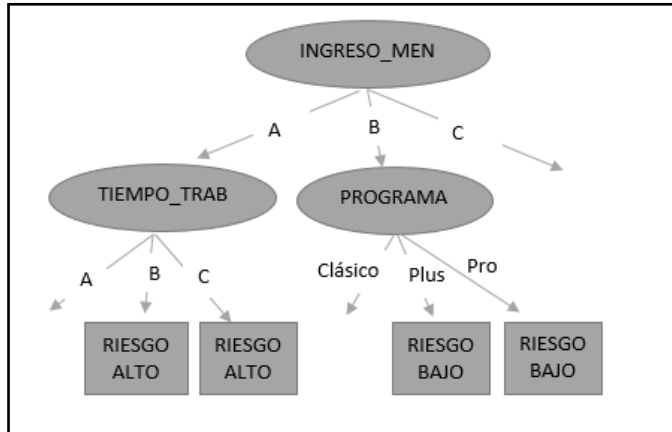 INGRESO_MEN
A
B
C
TIEMPO_TRAB
PROGRAMA
A
B
C
Clásico
Plus
Pro
RIESGO
ALTO
RIESGO
ALTO
RIESGO
BAJO
RIESGO
BAJO